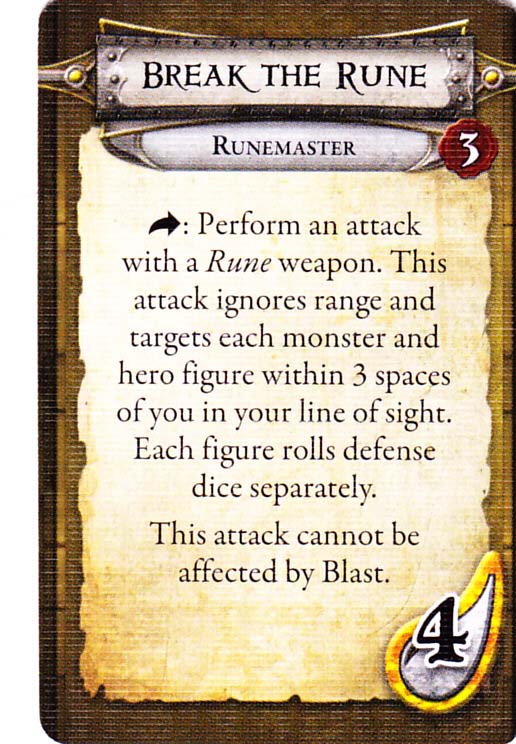 BREAK THE RUNE
RUNEMASTER
3
: Perform an attack
with a Rune weapon. This
attack ignores range and
targets each monster and
hero figure within 3 spaces
of you in your line of sight.
Each figure rolls defense
dice separately.
This attack cannot be
affected by Blast.
4